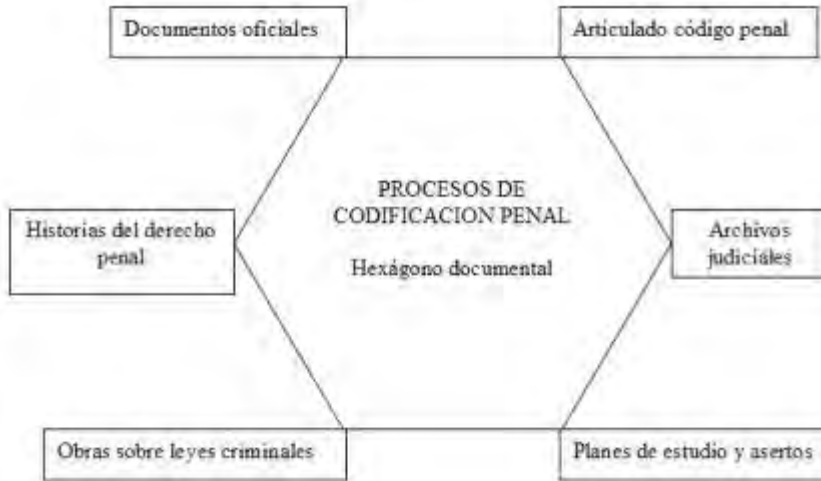 Documentos oficiales
Articulado código penal
PROCESOS DE
CODIFICACION PENAL
Hexágono documental
Historias del derecho
penal
Archivos
judiciales
Obras sobre leyes criminales
Planes de estudio y asertos